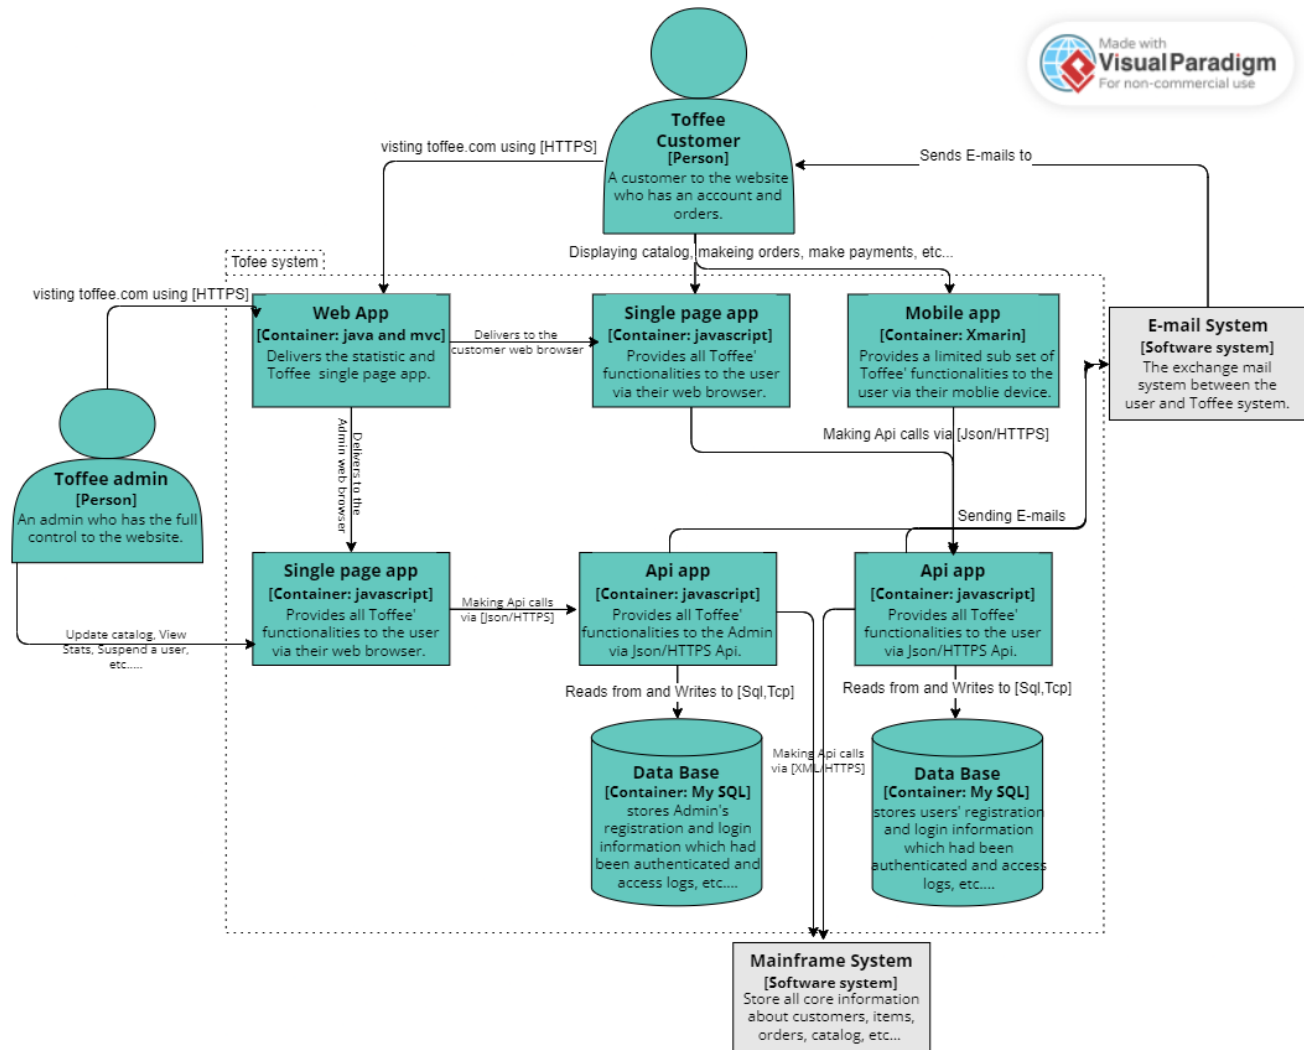 Made with
Visual Paradigm
For non-commercial use
Toffee
Customer
[Person]
A customer to the website
who has an account and
orders.
visting toffee.com using [HTTPS]
Sends E-mails to
Displaying catalog, makeing orders, make payments, etc...
Tofee system
visting toffee.com using [HTTPS]
Web App
[Container: java and mvc]
Delivers the statistic and
Toffee single page app.
Delivers to the
customer web browser
Single page app
[Container: javascript]
Provides all Toffee'
functionalities to the user
via their web browser.
Mobile app
[Container: Xmarin]
Provides a limited sub set of
Toffee' functionalities to the
user via their moblie device.
E-mail System
[Software system]
The exchange mail
system between the
user and Toffee system.
Delivers to the
Admin web browser
Making Api calls via [Json/HTTPS]
Toffee admin
[Person]
An admin who has the full
control to the website.
Sending E-mails
Single page app
[Container: javascript]
Provides all Toffee'
functionalities to the user
via their web browser.
Making Api calls
via [Json/HTTPS]
Api app
[Container: javascript]
Provides all Toffee'
functionalities to the Admin
via Json/HTTPS Api.
Api app
[Container: javascript]
Provides all Toffee'
functionalities to the user
via Json/HTTPS Api.
Update catalog, View
Stats, Suspend a user,
etc.....
Reads from and Writes to [Sql,Tcp]
Reads from and Writes to [Sql,Tcp]
Data Base
[Container: My SQL]
stores Admin's
registration and login
information which had
been authenticated and
access logs, etc....
Making Api calls
via [XML/HTTPS]
Data Base
[Container: My SQL]
stores users' registration
and login information
which had been
authenticated and access
logs, etc....
Mainframe System
[Software system]
Store all core information
about customers, items,
orders, catalog, etc...